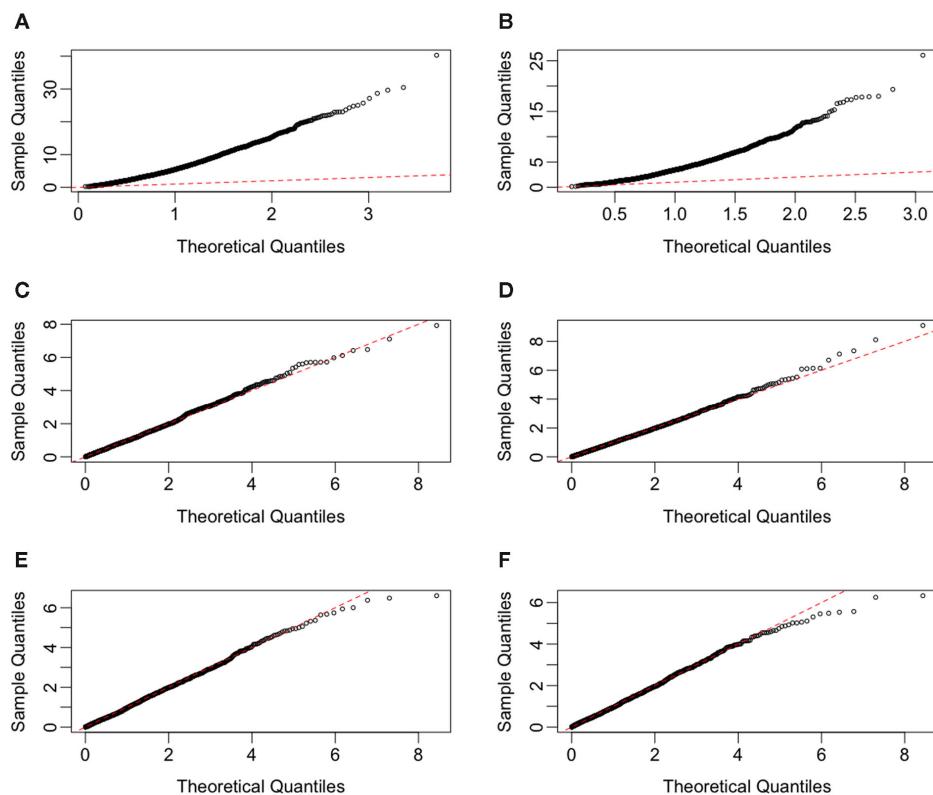 A
Sample Quantiles
0 10 30
0 1 2 3
Theoretical Quantiles
B
Sample Quantiles
0 5 15 25
0.5 1.0 1.5 2.0 2.5 3.0
Theoretical Quantiles
C
Sample Quantiles
0 2 4 6 8
0 2 4 6 8
Theoretical Quantiles
D
Sample Quantiles
0 2 4 6 8
0 2 4 6 8
Theoretical Quantiles
E
Sample Quantiles
0 2 4 6
0 2 4 6 8
Theoretical Quantiles
F
Sample Quantiles
0 2 4 6
0 2 4 6 8
Theoretical Quantiles